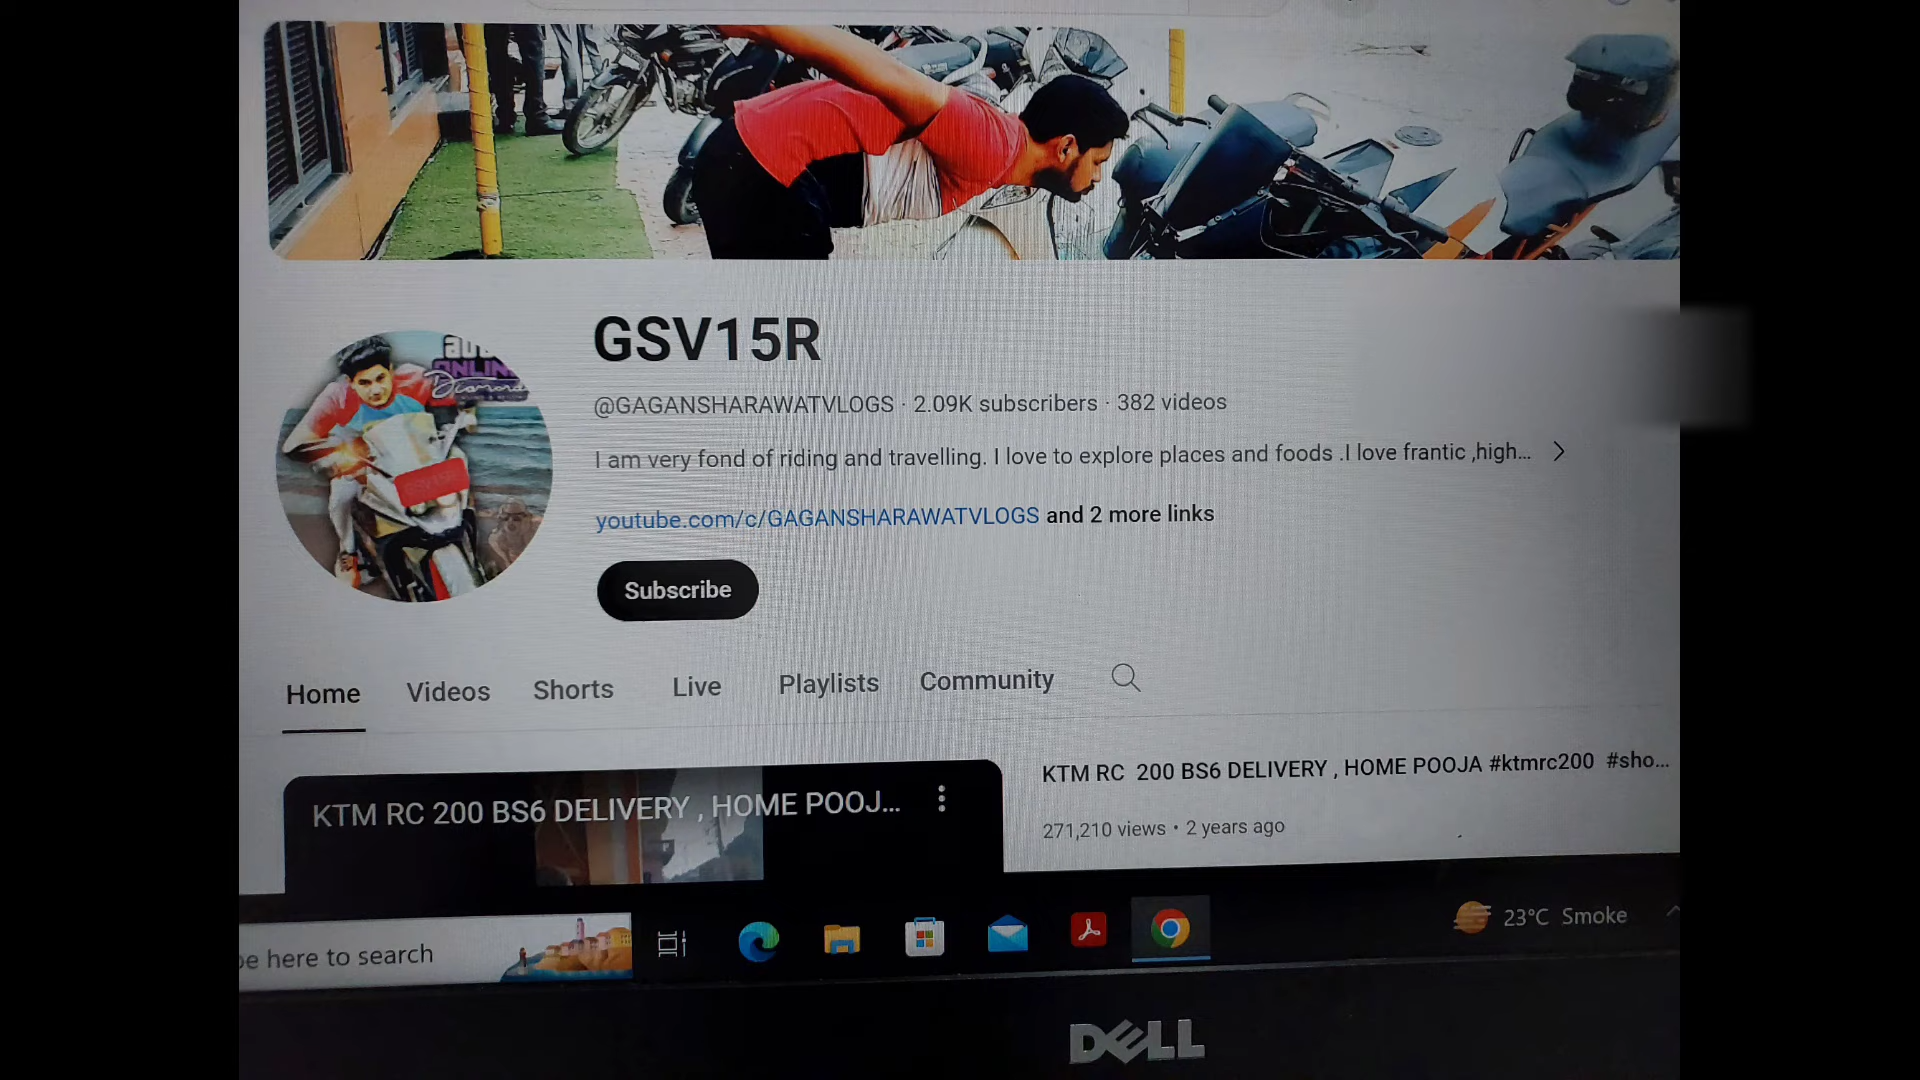 GSV15R
@GAGANSHARAWATVLOGS · 2.09K subscribers · 382 videos
I am very fond of riding and travelling. I love to explore places and foods .I love frantic ,high...
youtube.com/c/GAGANSHARAWATVLOGS and 2 more links
Subscribe
Home Videos Shorts Live Playlists Community
KTM RC 200 BS6 DELIVERY , HOME POOJ...
KTM RC 200 BS6 DELIVERY , HOME POOJA #ktmrc200 #sho...
271,210 views • 2 years ago
be here to search
23°C Smoke
DELL